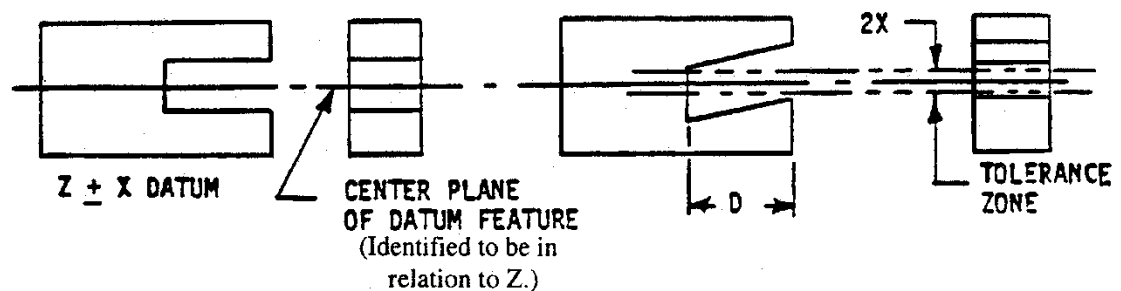 2X
Z ± X DATUM
CENTER PLANE
OF DATUM FEATURE
(Identified to be in
relation to Z.)
D
TOLERANCE
ZONE